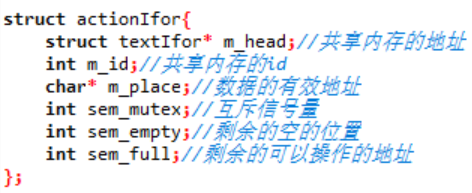 struct actionIfor{
struct textIfor* m_head;//共享内存的地址
int m_id;//共享内存的id
char* m_place;//数据的有效地址
int sem_mutex;//互斥信号量
int sem_empty;//剩余的空的位置
int sem_full;//剩余的可以操作的地址
};